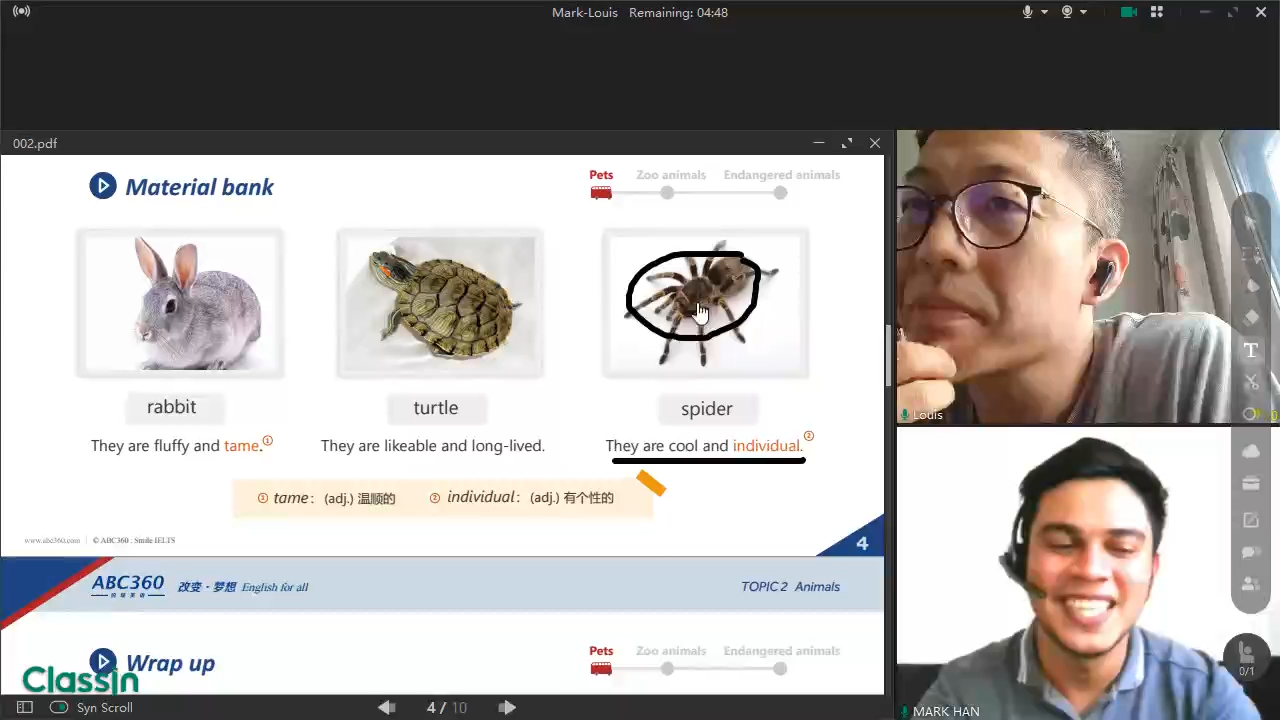 Mark-Louis Remaining: 04:48
002.pdf
Material bank
Pets Zoo animals Endangered animals
rabbit
turtle
spider
They are fluffy and tame.①
They are likeable and long-lived.
They are cool and individual.②
① tame: (adj.) 温顺的 ② individual: (adj.) 有个性的
www.abc360.com © ABC360 . Smile IELTS
4
ABC360 改变·梦想 English for all
TOPIC 2 Animals
Wrap up
Pets Zoo animals Endangered animals
ClassIn
Syn Scroll
4 / 10
Louis
T
0/1
MARK HAN